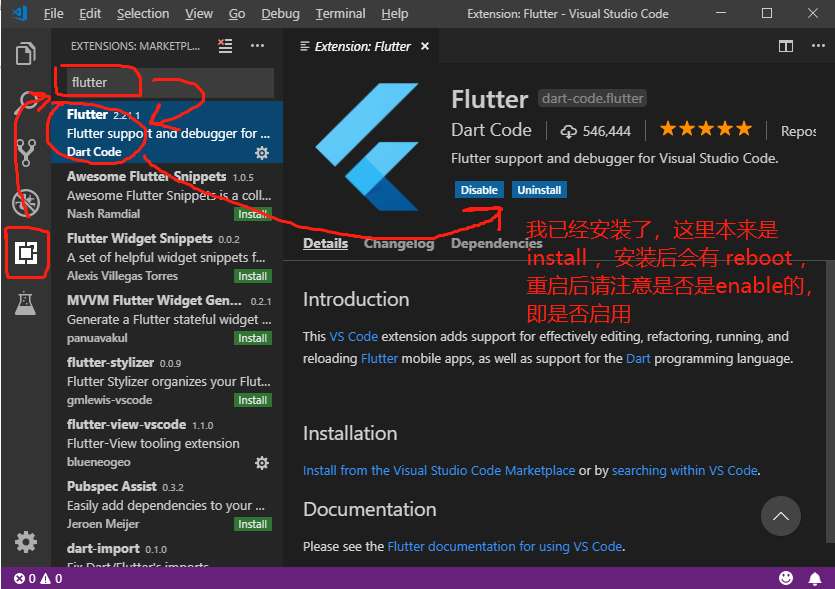 File Edit Selection View Go Debug Terminal Help Extension: Flutter - Visual Studio Code
EXTENSIONS: MARKETPL...
Extension: Flutter
flutter
Flutter 2.21.1
Flutter support and debugger for ...
Dart Code
Awesome Flutter Snippets 1.0.5
Awesome Flutter Snippets is a coll...
Nash Ramdial Install
Flutter Widget Snippets 0.0.2
A set of helpful widget snippets f...
Alexis Villegas Torres Install
MVVM Flutter Widget Gen... 0.2.1
Generate a Flutter stateful widget ...
panuavakul Install
flutter-stylizer 0.0.9
Flutter Stylizer organizes your Flut...
gmlewis-vscode Install
flutter-view-vscode 1.1.0
Flutter-View tooling extension
blueneogeo
Pubspec Assist 0.3.2
Easily add dependencies to your ...
Jeroen Meijer Install
dart-import 0.1.0
Fix Dart/Flutter's imports
Flutter dart-code.flutter
Dart Code 546,444 Repos
Flutter support and debugger for Visual Studio Code.
Disable Uninstall
我已经安装了，这里本来是
install ，安装后会有 reboot ，
重启后请注意是否是enable的，
即是否启用
Details Changelog Dependencies
Introduction
This VS Code extension adds support for effectively editing, refactoring, running, and
reloading Flutter mobile apps, as well as support for the Dart programming language.
Installation
Install from the Visual Studio Code Marketplace or by searching within VS Code.
Documentation
Please see the Flutter documentation for using VS Code.
0 0